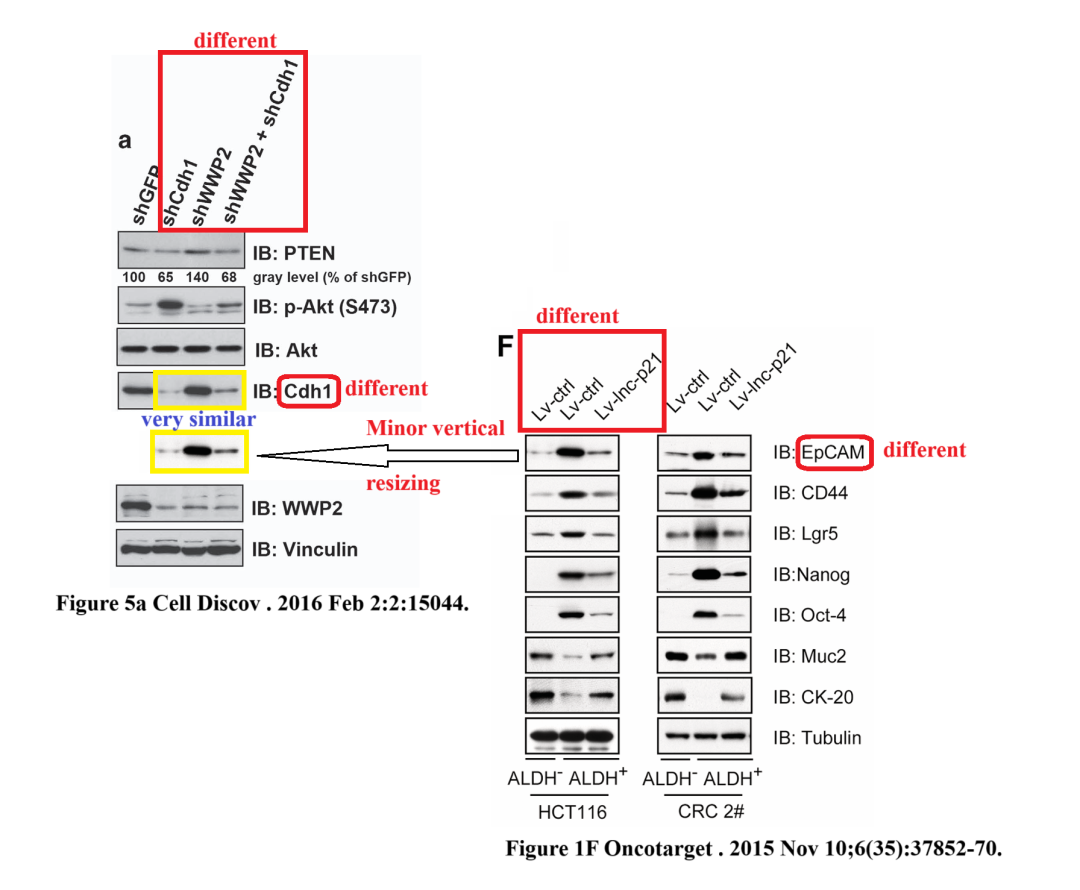 different
a
shGFP
shCdh1
shWWP2
shWWP2 + shCdh1
IB: PTEN
100 65 140 68 gray level (% of shGFP)
IB: p-Akt (S473)
IB: Akt
IB: Cdh1 different
very similar
Minor vertical
resizing
IB: WWP2
IB: Vinculin
Figure 5a Cell Discov . 2016 Feb 2:2:15044.
different
F
Lv-ctrl
Lv-ctrl
Lv-lnc-p21
Lv-ctrl
Lv-ctrl
Lv-lnc-p21
IB: EpCAM different
IB: CD44
IB: Lgr5
IB:Nanog
IB: Oct-4
IB: Muc2
IB: CK-20
IB: Tubulin
ALDH⁻ ALDH⁺ ALDH⁻ ALDH⁺
HCT116 CRC 2#
Figure 1F Oncotarget . 2015 Nov 10;6(35):37852-70.